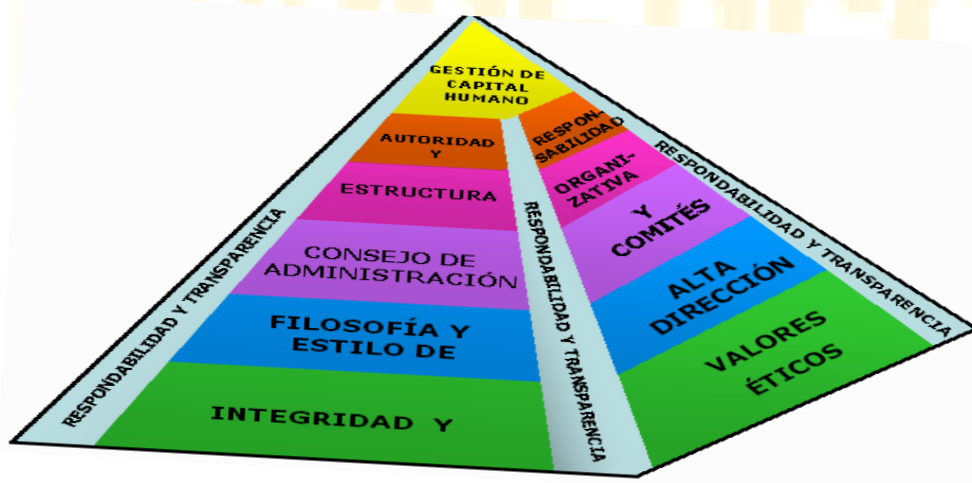 GESTIÓN DE
CAPITAL
HUMANO
AUTORIDAD
Y
RESPON-
SABILIDAD
ESTRUCTURA
ORGANI-
ZATIVA
CONSEJO DE
ADMINISTRACIÓN
Y
COMITÉS
FILOSOFÍA Y
ESTILO DE
ALTA
DIRECCIÓN
INTEGRIDAD Y
VALORES
ÉTICOS
RESPONDABILIDAD Y TRANSPARENCIA
RESPONDABILIDAD Y TRANSPARENCIA
RESPONDABILIDAD Y TRANSPARENCIA